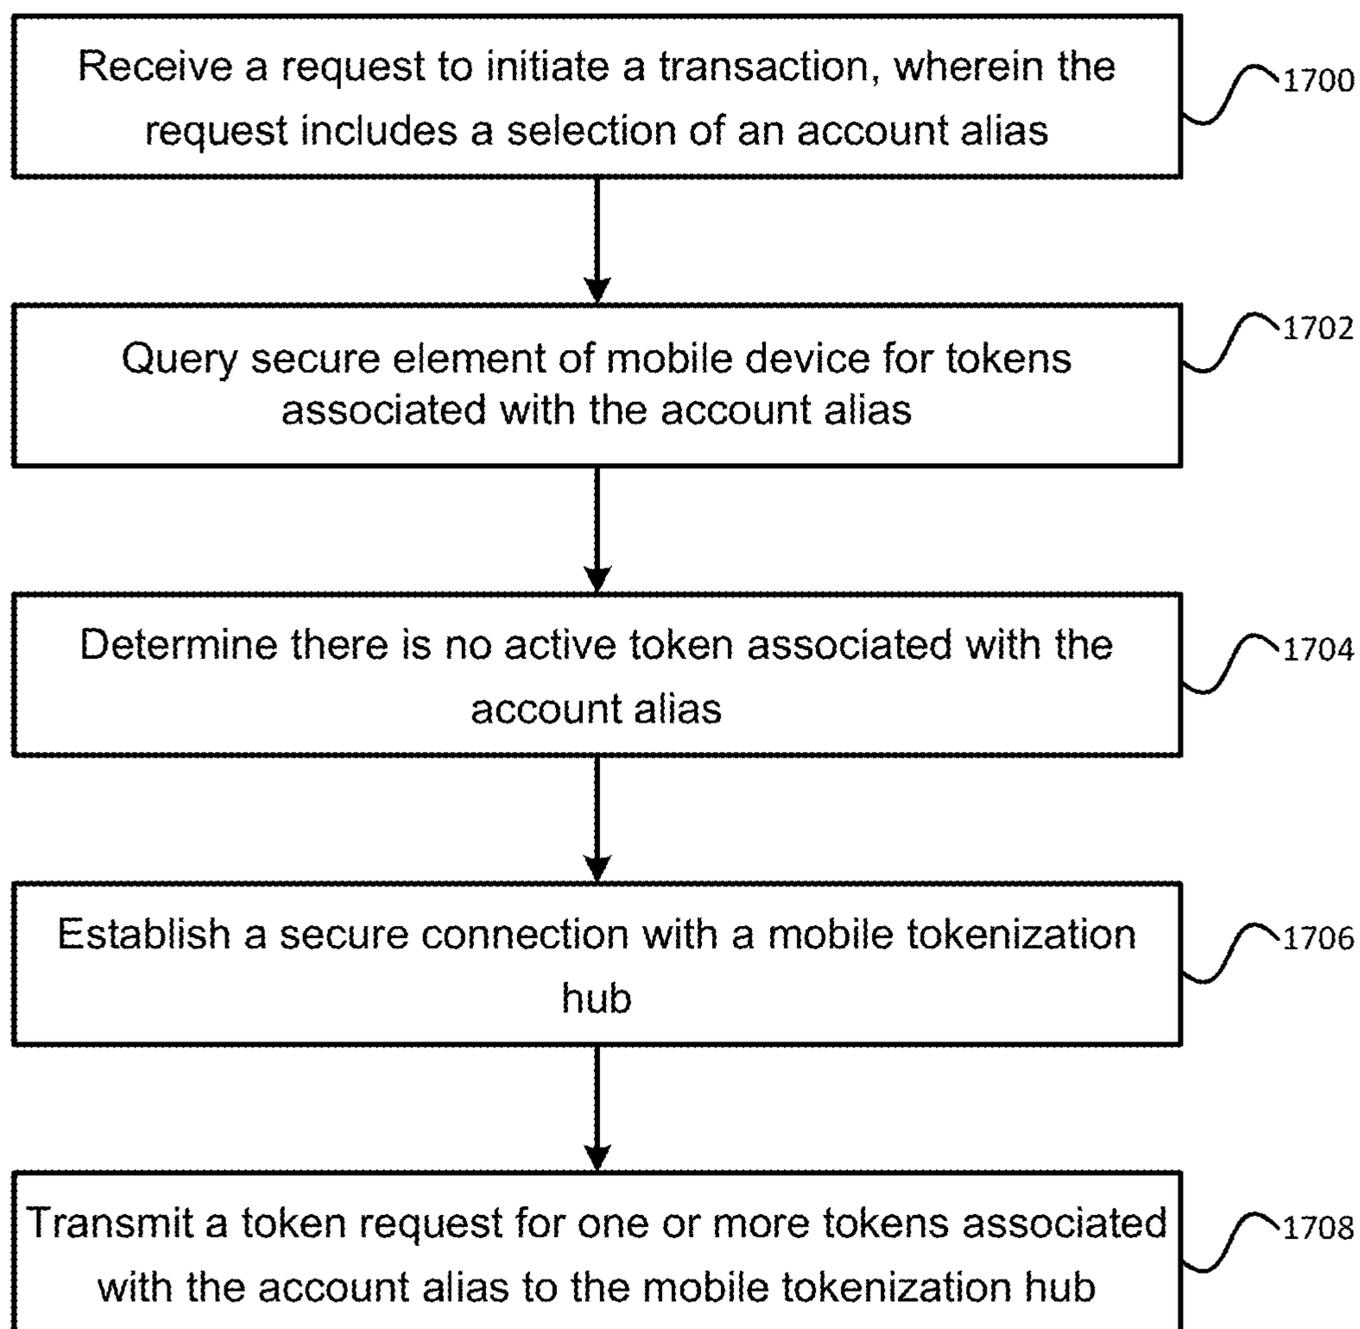 Receive a request to initiate a transaction, wherein the
request includes a selection of an account alias
1700
Query secure element of mobile device for tokens
associated with the account alias
1702
Determine there is no active token associated with the
account alias
1704
Establish a secure connection with a mobile tokenization
hub
1706
Transmit a token request for one or more tokens associated
with the account alias to the mobile tokenization hub
1708